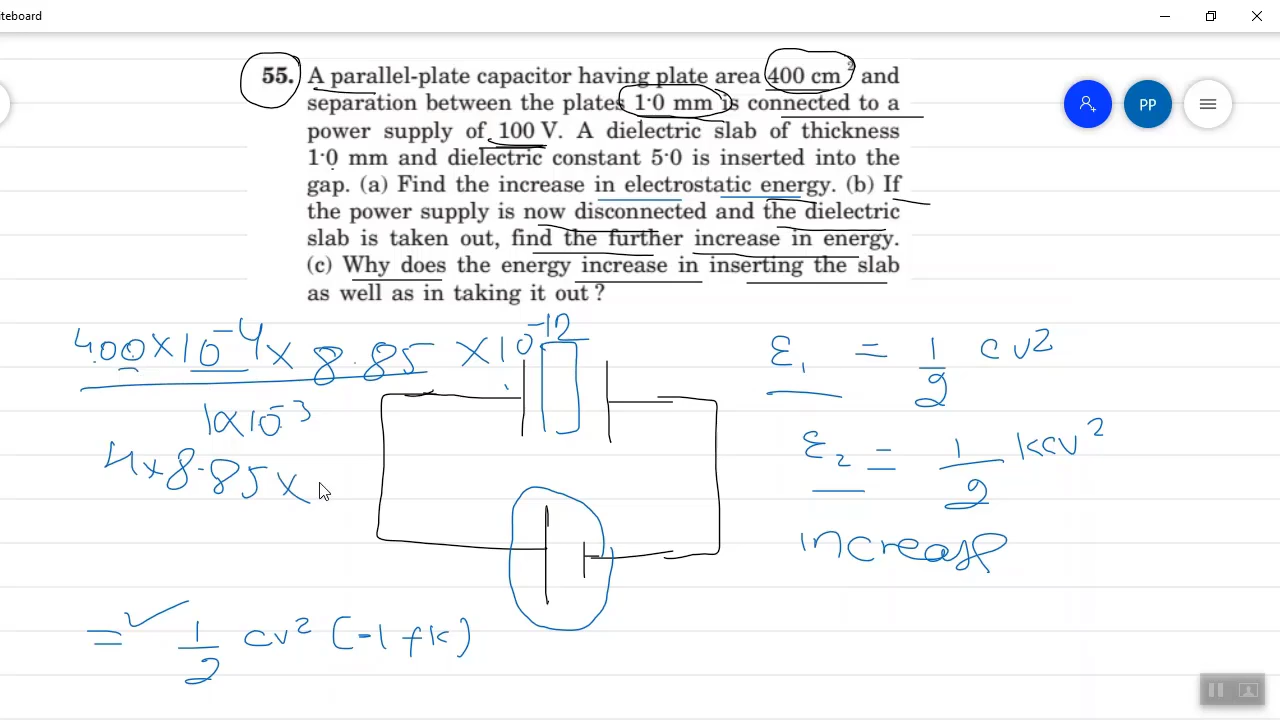 teboard
55. A parallel-plate capacitor having plate area 400 cm² and
separation between the plates 1·0 mm is connected to a
power supply of 100 V. A dielectric slab of thickness
1·0 mm and dielectric constant 5·0 is inserted into the
gap. (a) Find the increase in electrostatic energy. (b) If
the power supply is now disconnected and the dielectric
slab is taken out, find the further increase in energy.
(c) Why does the energy increase in inserting the slab
as well as in taking it out ?
PP
400 × 10⁻⁴ × 8.85 × 10⁻¹²
1×10⁻³
4 × 8.85 ×
ε₁ = 1/2 cv²
ε₂ = 1/2 kcv²
increase
= 1/2 cv² (-1+k)